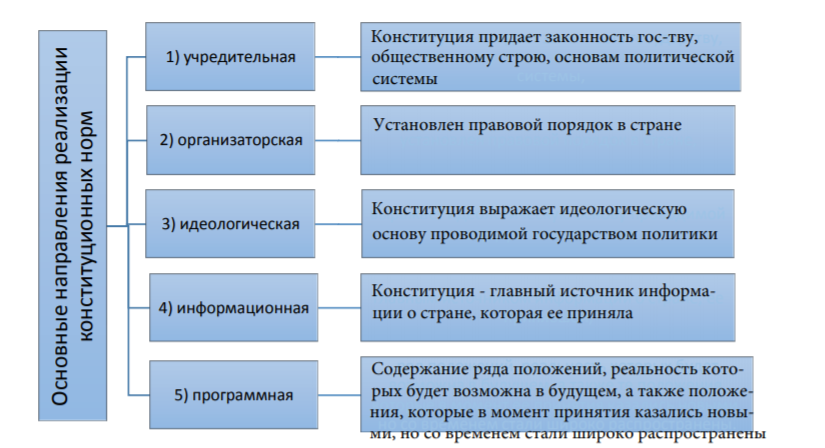 Основные направления реализации
конституционных норм
1) учредительная
Конституция придает законность гос-тву,
общественному строю, основам политической
системы
2) организаторская
Установлен правовой порядок в стране
3) идеологическая
Конституция выражает идеологическую
основу проводимой государством политики
4) информационная
Конституция - главный источник информа-
ции о стране, которая ее приняла
5) программная
Содержание ряда положений, реальность кото-
рых будет возможна в будущем, а также положе-
ния, которые в момент принятия казались новы-
ми, но со временем стали широко распространены